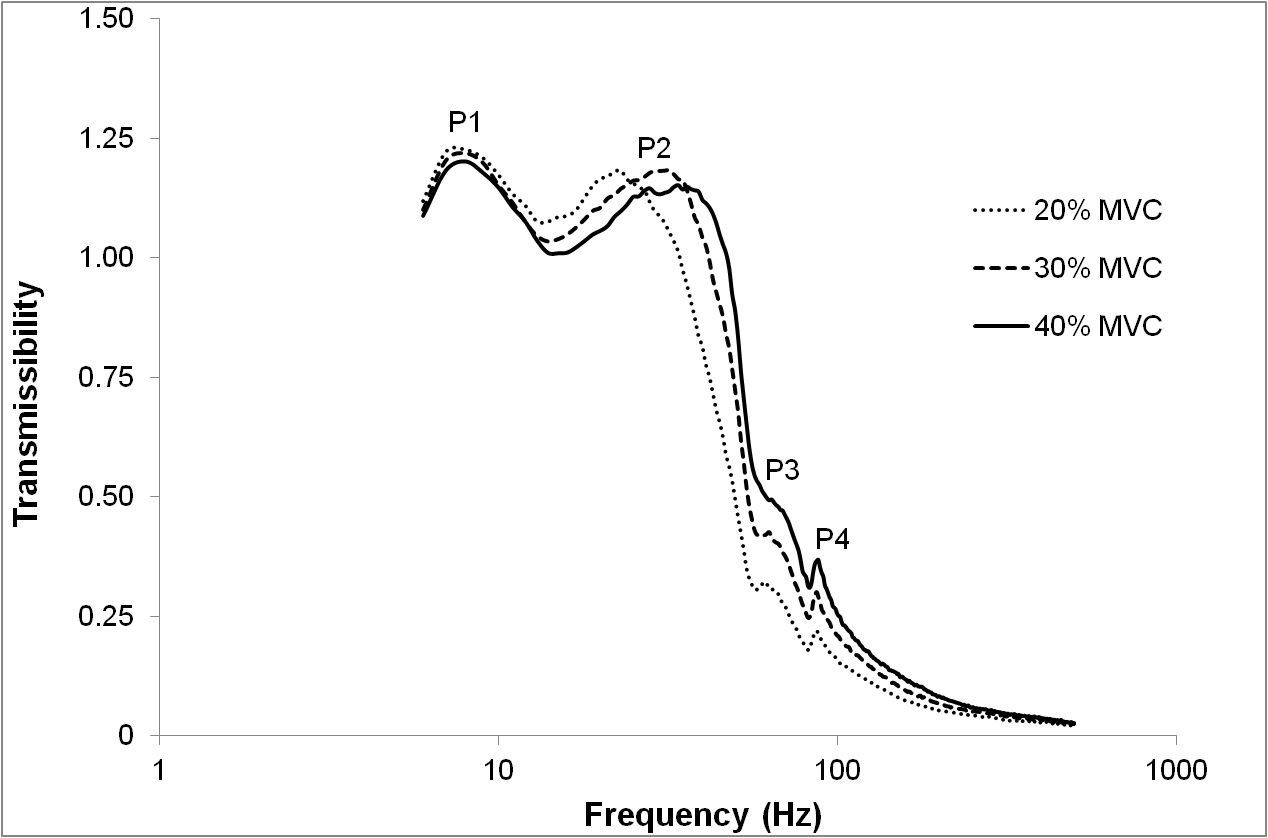 1.50
1.25
1.00
0.75
0.50
0.25
0
Transmissibility
P1
P2
P3
P4
20% MVC
30% MVC
40% MVC
1 10 100 1000
Frequency (Hz)